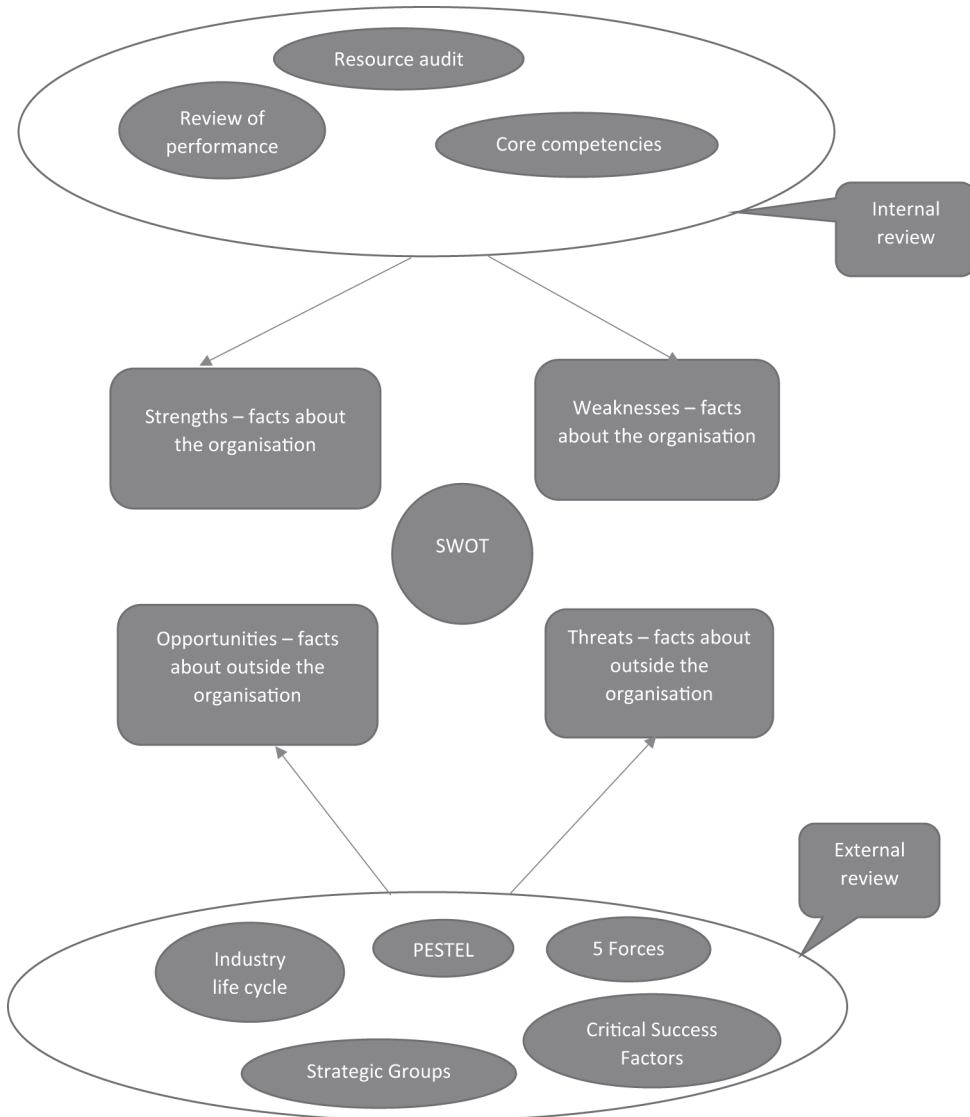 Resource audit
Review of
performance
Core competencies
Internal
review
Strengths – facts about
the organisation
Weaknesses – facts
about the organisation
SWOT
Opportunities – facts
about outside the
organisation
Threats – facts about
outside the
organisation
External
review
Industry
life cycle
PESTEL
5 Forces
Critical Success
Factors
Strategic Groups